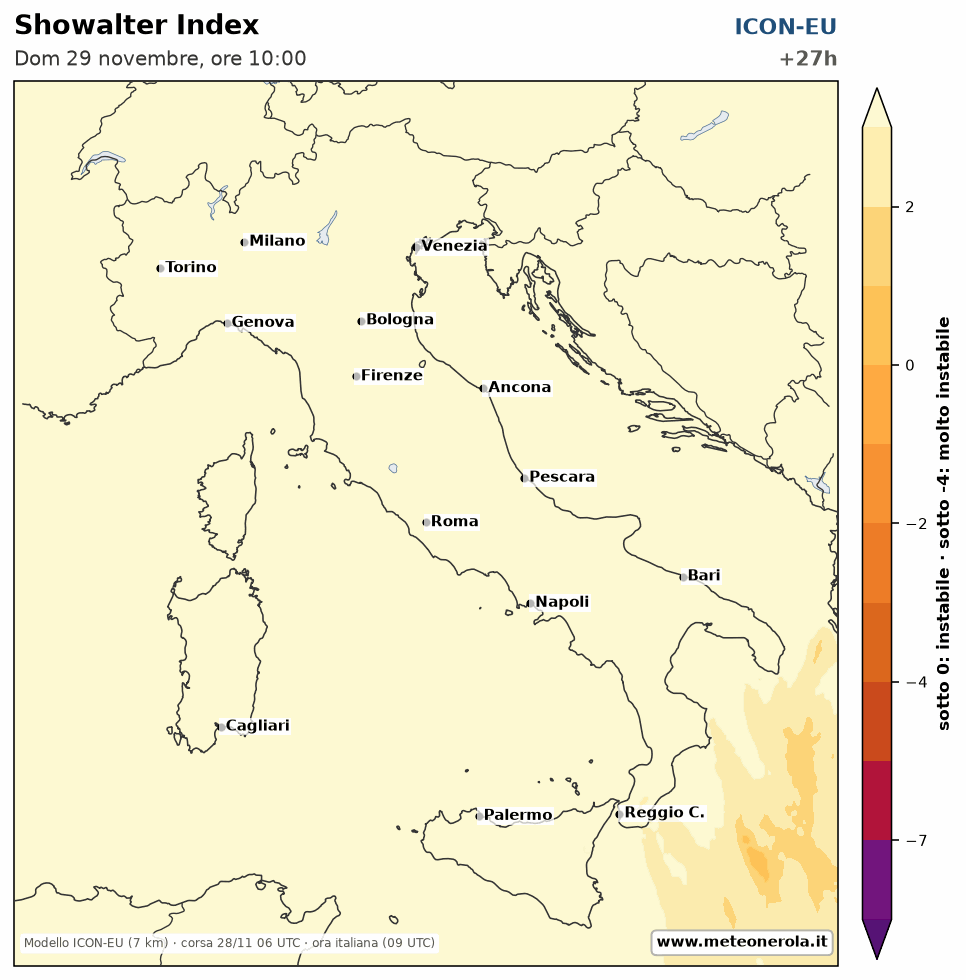 Showalter Index
ICON-EU
Dom 29 novembre, ore 10:00
+27h
Milano
Venezia
Torino
Genova
Bologna
Firenze
Ancona
Pescara
Roma
Bari
Napoli
Cagliari
Palermo
Reggio C.
2
0
−2
−4
−7
sotto 0: instabile · sotto -4: molto instabile
Modello ICON-EU (7 km) · corsa 28/11 06 UTC · ora italiana (09 UTC)
www.meteonerola.it